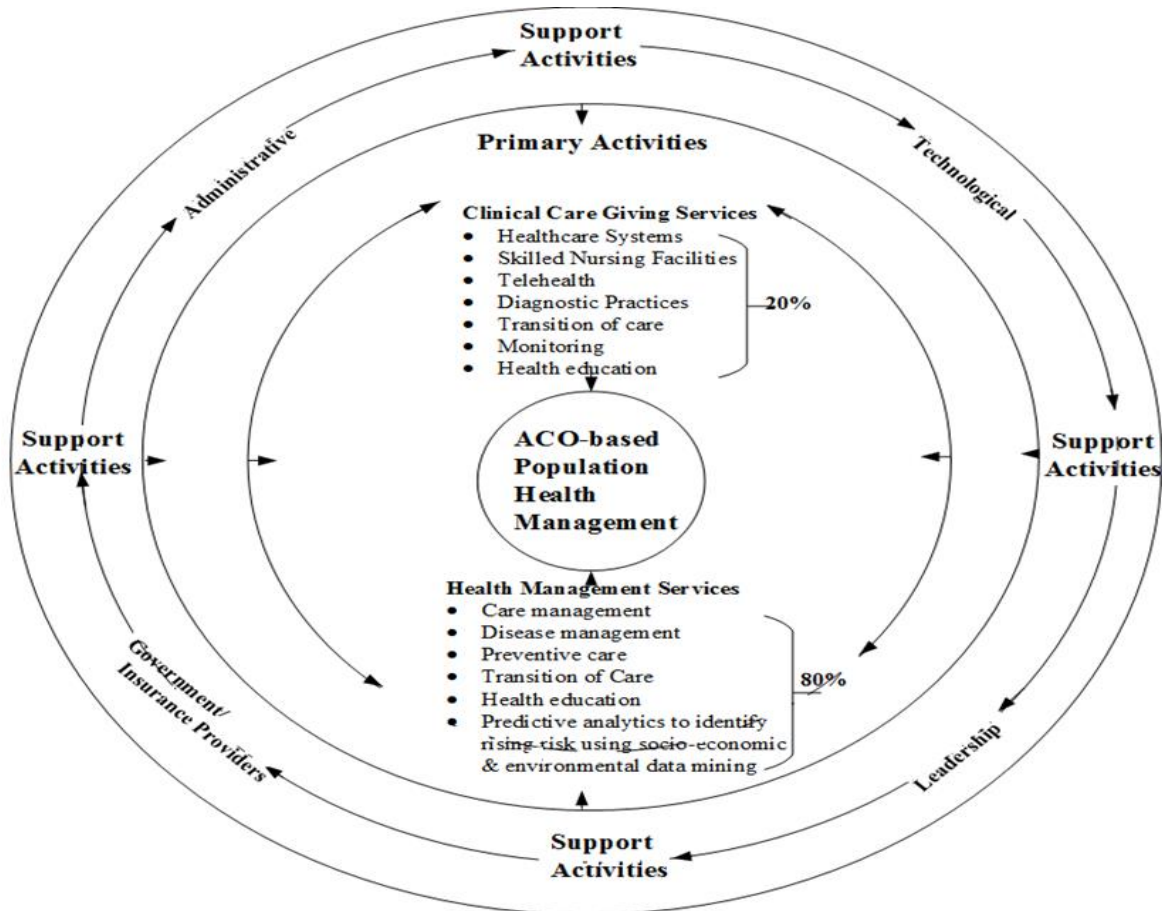 Support
Activities
Administrative
Technological
Primary Activities
Clinical Care Giving Services
• Healthcare Systems
• Skilled Nursing Facilities
• Telehealth
• Diagnostic Practices
• Transition of care
• Monitoring
• Health education
20%
Support
Activities
ACO-based
Population
Health
Management
Support
Activities
Health Management Services
• Care management
• Disease management
• Preventive care
• Transition of Care
• Health education
• Predictive analytics to identify
rising risk using socio-economic
& environmental data mining
80%
Government/
Insurance Providers
Leadership
Support
Activities